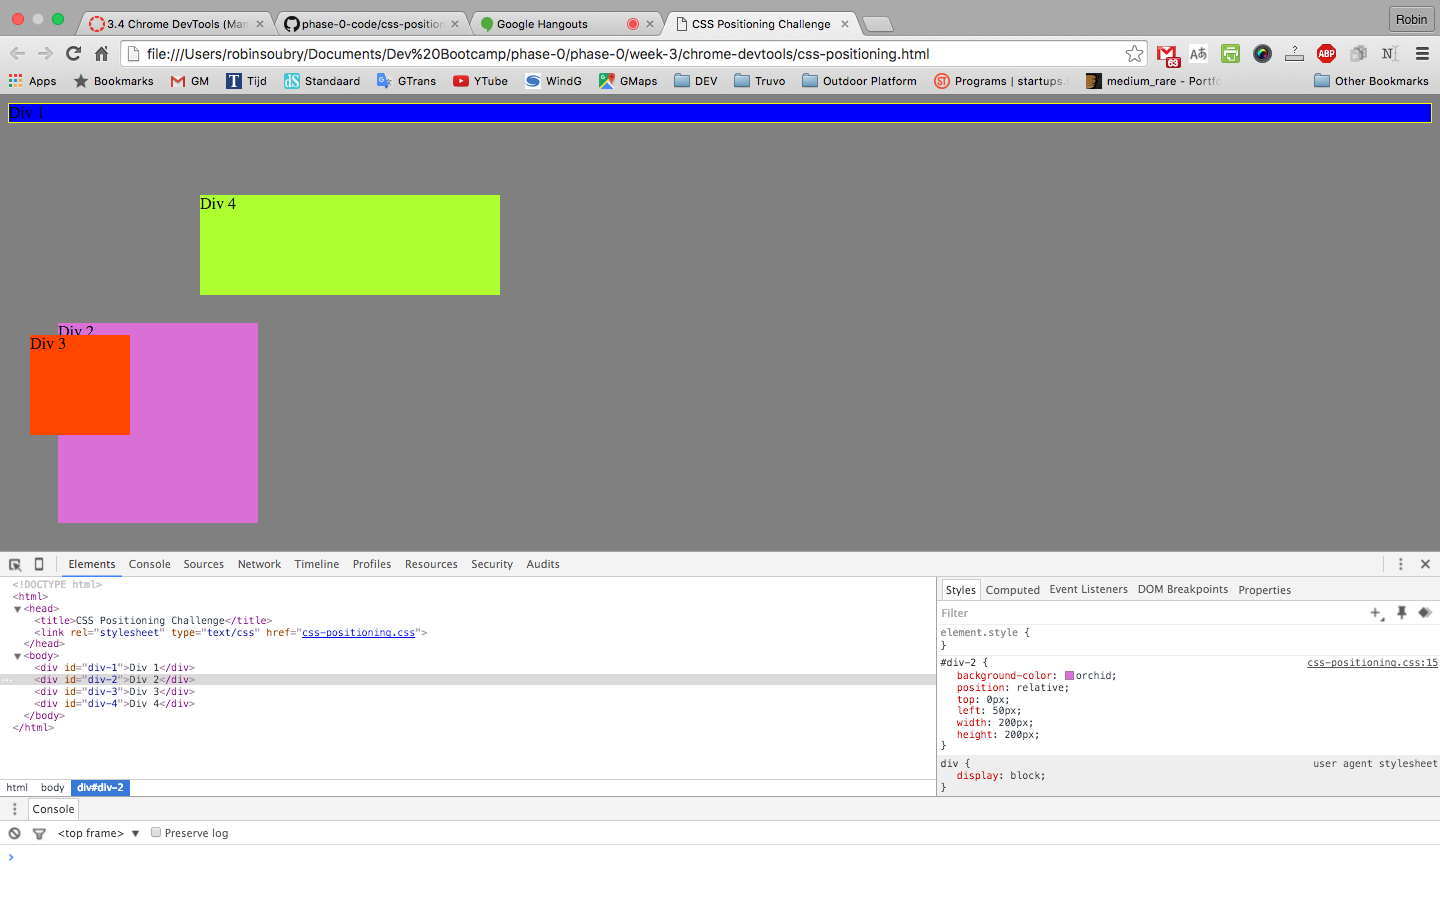 3.4 Chrome DevTools (Man
phase-0-code/css-position
Google Hangouts
CSS Positioning Challenge
Robin
file:///Users/robinsoubry/Documents/Dev%20Bootcamp/phase-0/phase-0/week-3/chrome-devtools/css-positioning.html
63
Aあ
?
ABP
N
Apps
Bookmarks
GM
T
Tijd
dS
Standaard
GTrans
YTube
WindG
GMaps
DEV
Truvo
Outdoor Platform
ST
Programs | startups.
medium_rare - Portfo
Other Bookmarks
Div 1
Div 4
Div 2
Div 3
Elements Console Sources Network Timeline Profiles Resources Security Audits
<!DOCTYPE html>
<html>
<head>
<title>CSS Positioning Challenge</title>
<link rel="stylesheet" type="text/css" href="css-positioning.css">
</head>
<body>
<div id="div-1">Div 1</div>
<div id="div-2">Div 2</div>
<div id="div-3">Div 3</div>
<div id="div-4">Div 4</div>
</body>
</html>
html body div#div-2
Styles Computed Event Listeners DOM Breakpoints Properties
Filter
element.style {
}
#div-2 { css-positioning.css:15
background-color: orchid;
position: relative;
top: 0px;
left: 50px;
width: 200px;
height: 200px;
}
div { user agent stylesheet
display: block;
}
Console
<top frame> ▼ Preserve log